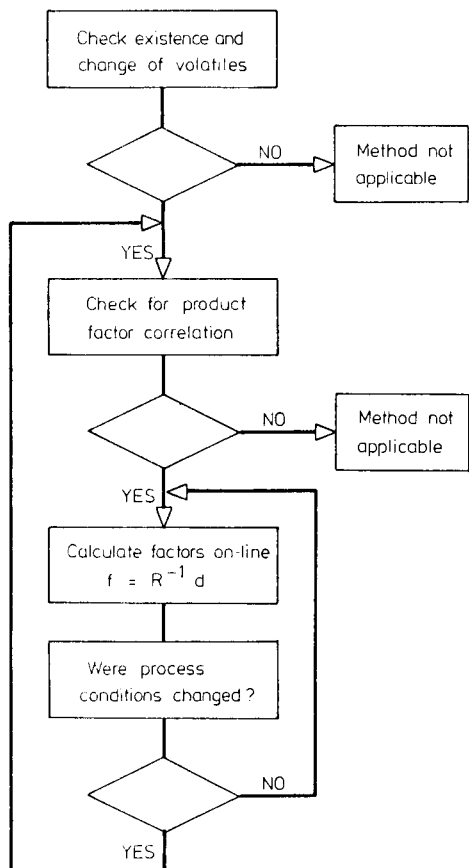 Check existence and
change of volatiles
NO
Method not
applicable
YES
Check for product
factor correlation
NO
Method not
applicable
YES
Calculate factors on-line
f = R⁻¹ d
Were process
conditions changed?
NO
YES